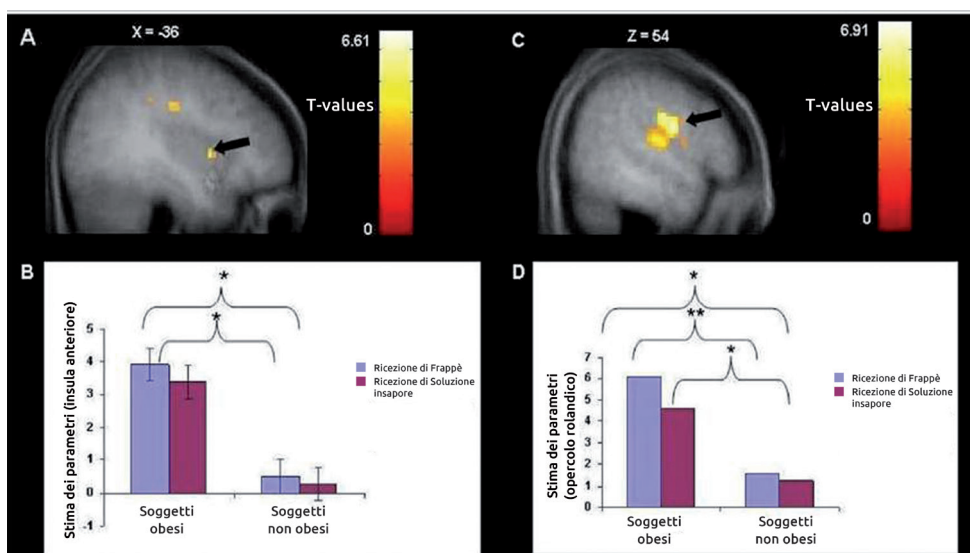 A
X = -36
6.61
T-values
0
C
Z = 54
6.91
T-values
0
B
*
*
Stima dei parametri (insula anteriore)
5
4
3
2
1
0
-1
Soggetti
obesi
Soggetti
non obesi
Ricezione di Frappè
Ricezione di Soluzione
insapore
D
*
**
*
Stima dei parametri
(opercolo rolandico)
7
6
5
4
3
2
1
0
Soggetti
obesi
Soggetti
non obesi
Ricezione di Frappè
Ricezione di Soluzione
insapore